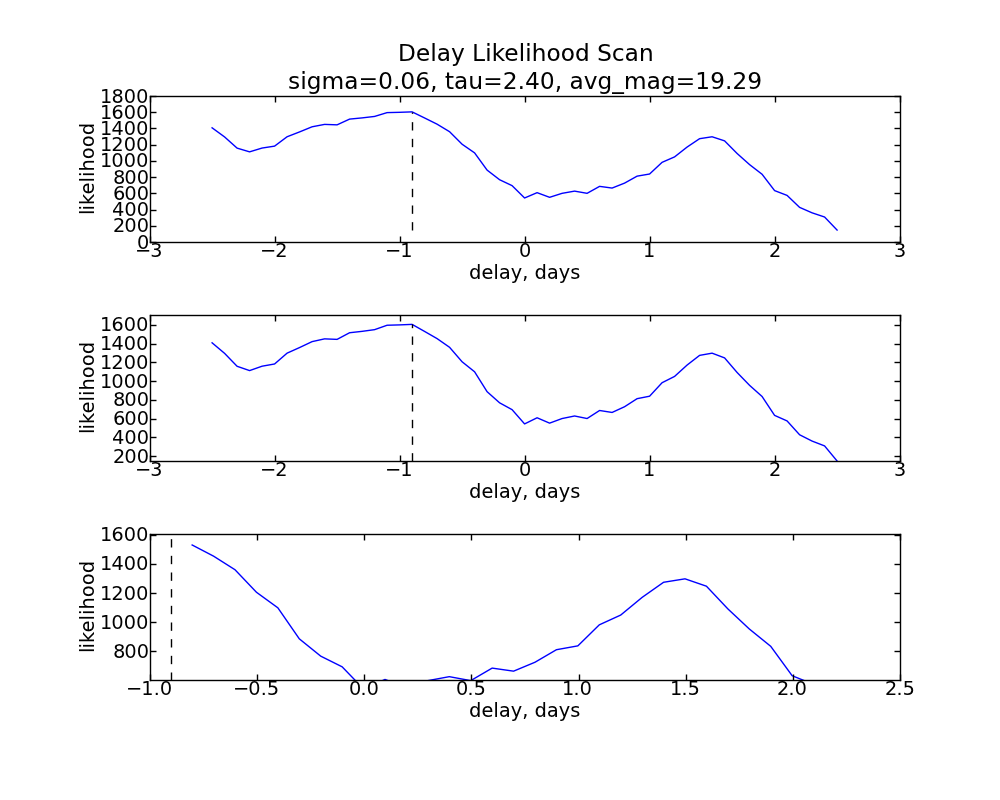 Delay Likelihood Scan
sigma=0.06, tau=2.40, avg_mag=19.29
likelihood
1800
1600
1400
1200
1000
800
600
400
200
0
−3 −2 −1 0 1 2 3
delay, days
likelihood
1600
1400
1200
1000
800
600
400
200
−3 −2 −1 0 1 2 3
delay, days
likelihood
1600
1400
1200
1000
800
−1.0 −0.5 0.0 0.5 1.0 1.5 2.0 2.5
delay, days